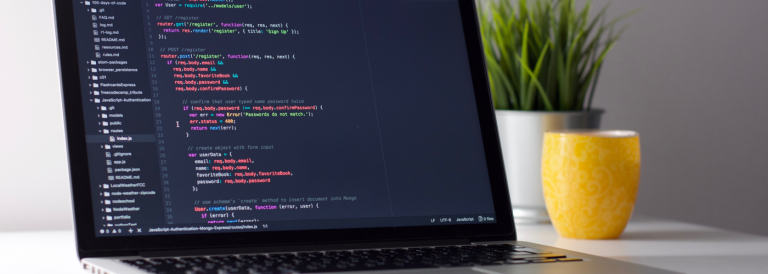 100-days-of-code
.git
FAQ.md
log.md
r1-log.md
README.md
resources.md
rules.md
atom-packages
browser_persistence
c01
flashcardsExpress
freecodecamp_tribute
JavaScript-Authentication
.git
models
public
routes
index.js
views
.gitignore
app.js
package.json
README.md
LocalWeatherFCC
node-weather-zipcode
nodeschool
NodeWeather
portfolio
var User = require('../models/user');
// GET /register
router.get('/register', function(req, res, next) {
return res.render('register', { title: 'Sign Up' });
});
// POST /register
router.post('/register', function(req, res, next) {
if (req.body.email &&
req.body.name &&
req.body.favoriteBook &&
req.body.password &&
req.body.confirmPassword) {
// confirm that user typed same password twice
if (req.body.password !== req.body.confirmPassword) {
var err = new Error('Passwords do not match.');
err.status = 400;
return next(err);
}
// create object with form input
var userData = {
email: req.body.email,
name: req.body.name,
favoriteBook: req.body.favoriteBook,
password: req.body.password
};
// use schema's `create` method to insert document into Mongo
User.create(userData, function (error, user) {
if (error) {
return next(error);
JavaScript-Authentication-Mongo-Express/routes/index.js 1:1
LF UTF-8 JavaScript 0 files